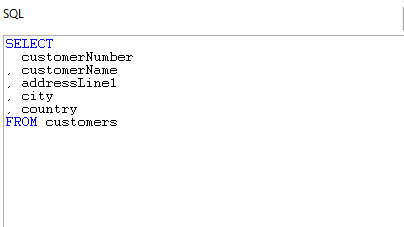 SQL
SELECT
  customerNumber
, customerName
, addressLine1
, city
, country
FROM customers